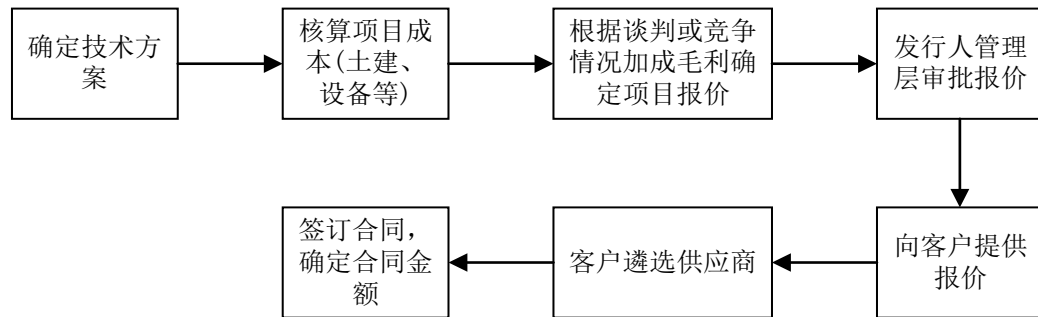 确定技术方
案
核算项目成
本(土建、
设备等)
根据谈判或竞争
情况加成毛利确
定项目报价
发行人管理
层审批报价
向客户提供
报价
客户遴选供应商
签订合同，
确定合同金
额